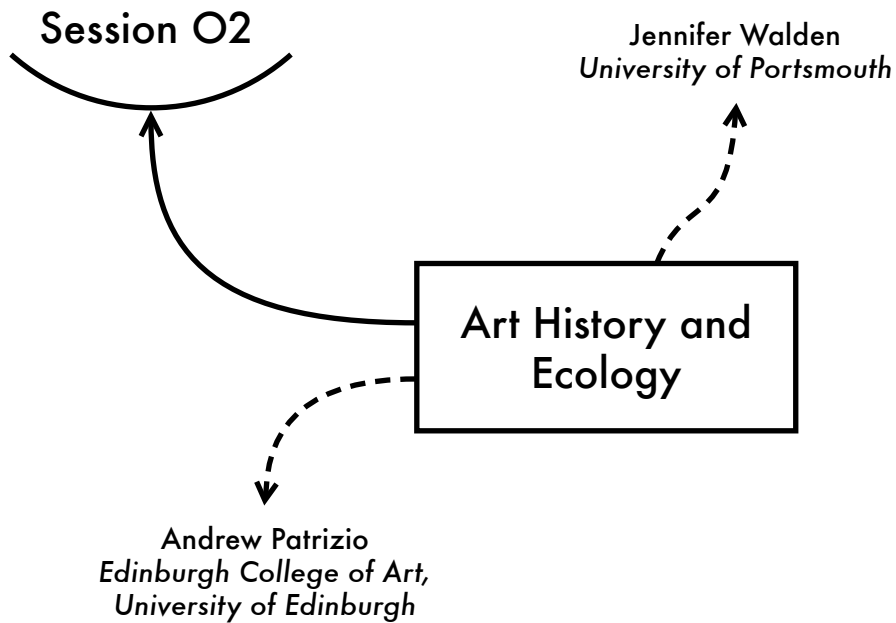 Session O2
Jennifer Walden
University of Portsmouth
Art History and
Ecology
Andrew Patrizio
Edinburgh College of Art,
University of Edinburgh